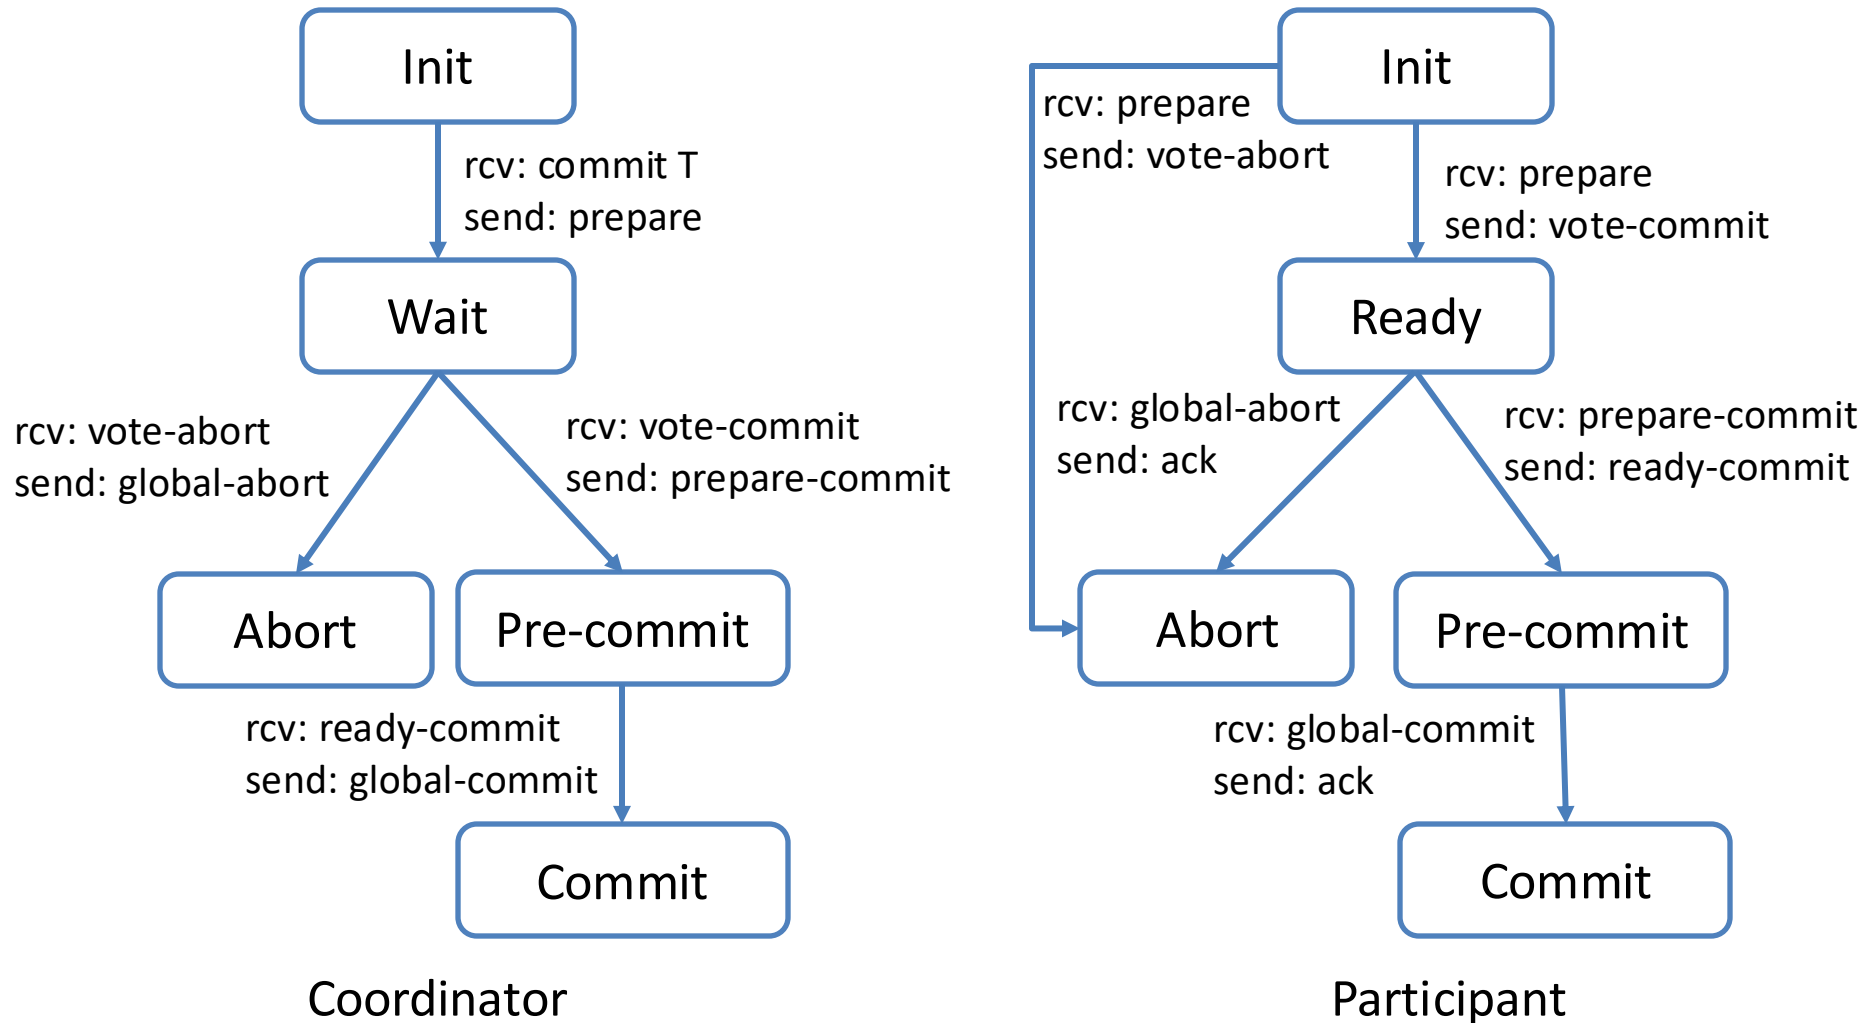 Init
rcv: commit T
send: prepare
Wait
rcv: vote-abort
send: global-abort
rcv: vote-commit
send: prepare-commit
Abort
Pre-commit
rcv: ready-commit
send: global-commit
Commit
Coordinator
Init
rcv: prepare
send: vote-abort
rcv: prepare
send: vote-commit
Ready
rcv: global-abort
send: ack
rcv: prepare-commit
send: ready-commit
Abort
Pre-commit
rcv: global-commit
send: ack
Commit
Participant